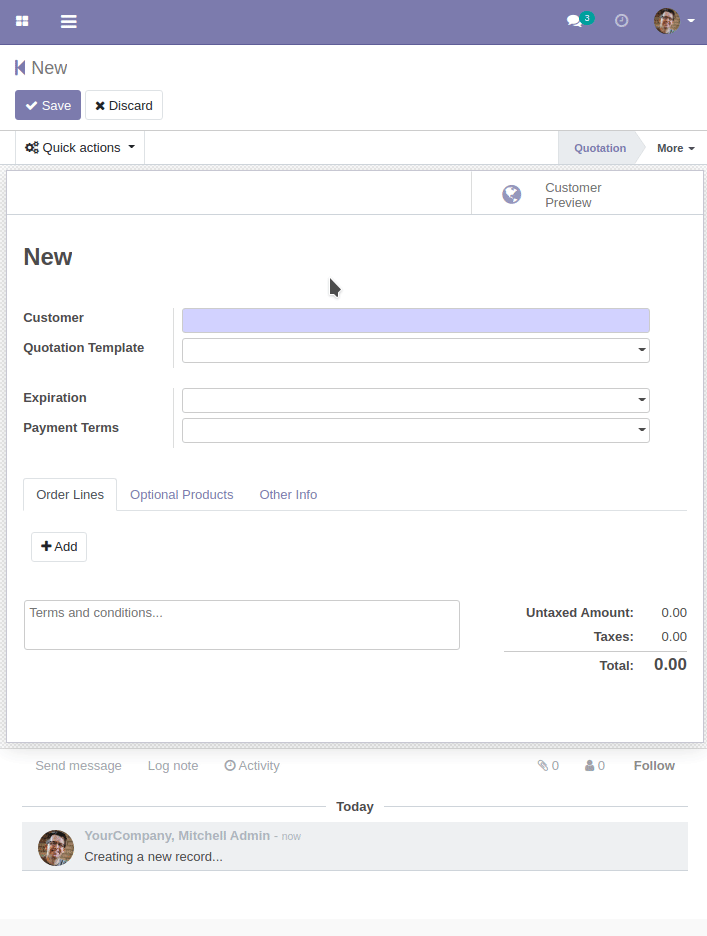 3
New
Save Discard
Quick actions Quotation More
Customer
Preview
New
Customer
Quotation Template
Expiration
Payment Terms
Order Lines Optional Products Other Info
Add
Terms and conditions... Untaxed Amount: 0.00
Taxes: 0.00
Total: 0.00
Send message Log note Activity 0 0 Follow
Today
YourCompany, Mitchell Admin - now
Creating a new record...